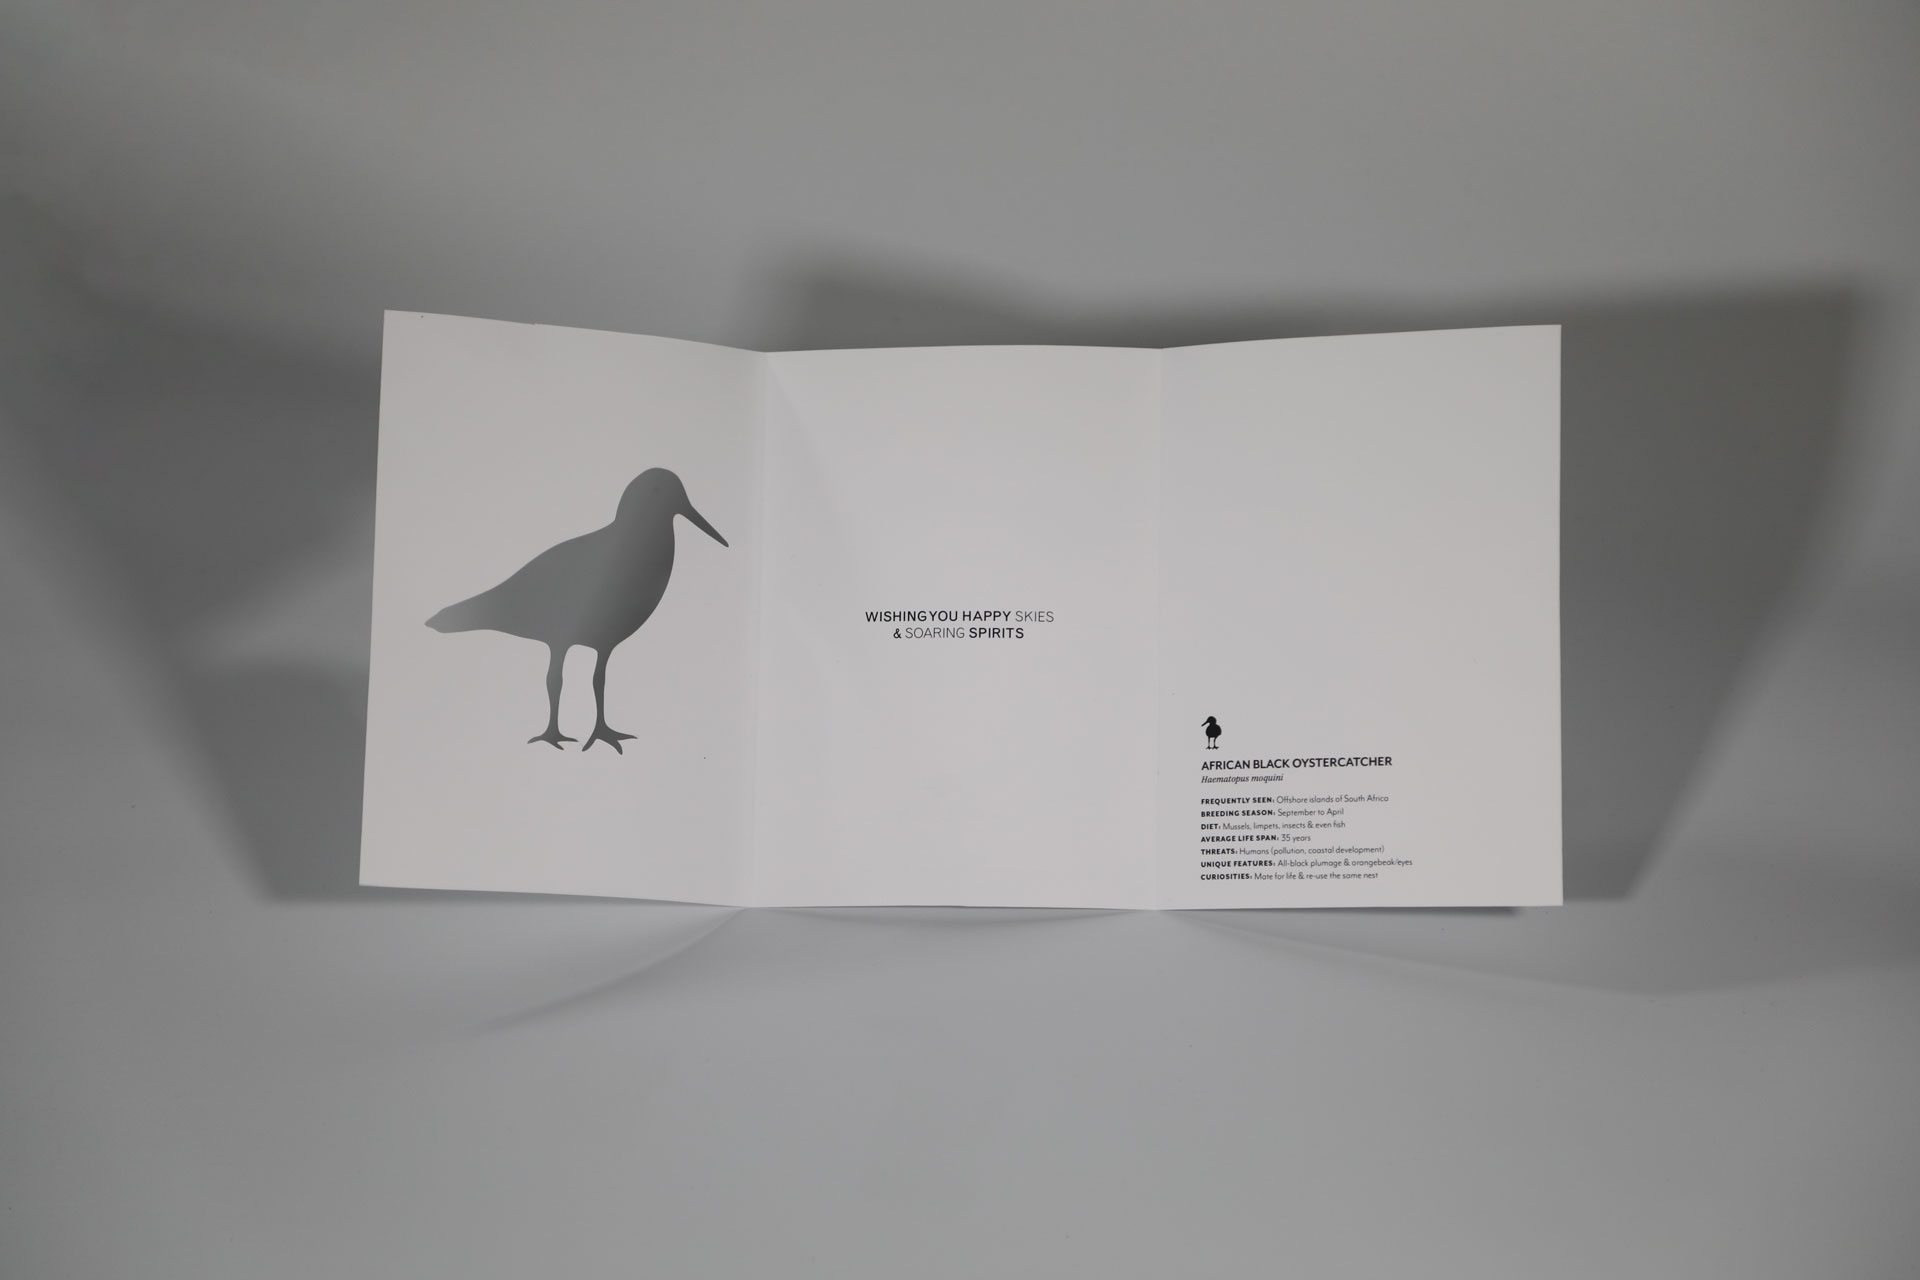 WISHING YOU HAPPY SKIES
& SOARING SPIRITS
AFRICAN BLACK OYSTERCATCHER
Haematopus moquini
FREQUENTLY SEEN: Offshore islands of South Africa
BREEDING SEASON: September to April
DIET: Mussels, limpets, insects & even fish
AVERAGE LIFE SPAN: 35 years
THREATS: Humans (pollution, coastal development)
UNIQUE FEATURES: All-black plumage & orangebeak/eyes
CURIOSITIES: Mate for life & re-use the same nest